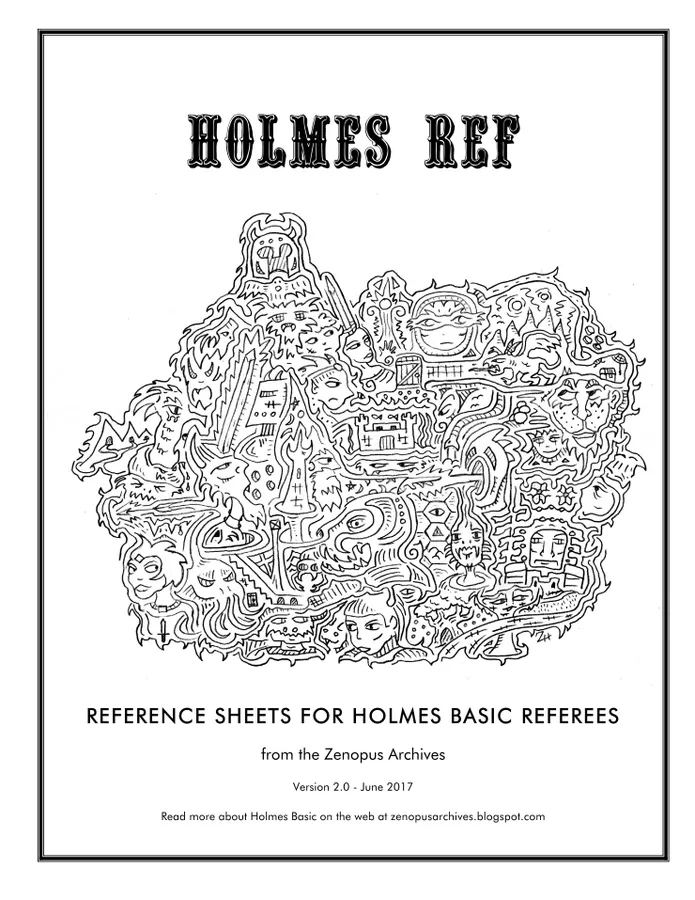 HOLMES REF
ZH
REFERENCE SHEETS FOR HOLMES BASIC REFEREES
from the Zenopus Archives
Version 2.0 - June 2017
Read more about Holmes Basic on the web at zenopusarchives.blogspot.com